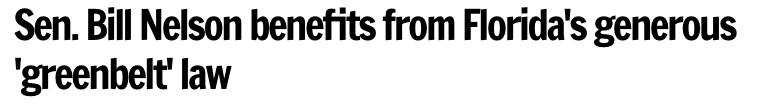 Sen. Bill Nelson benefits from Florida's generous
'greenbelt' law